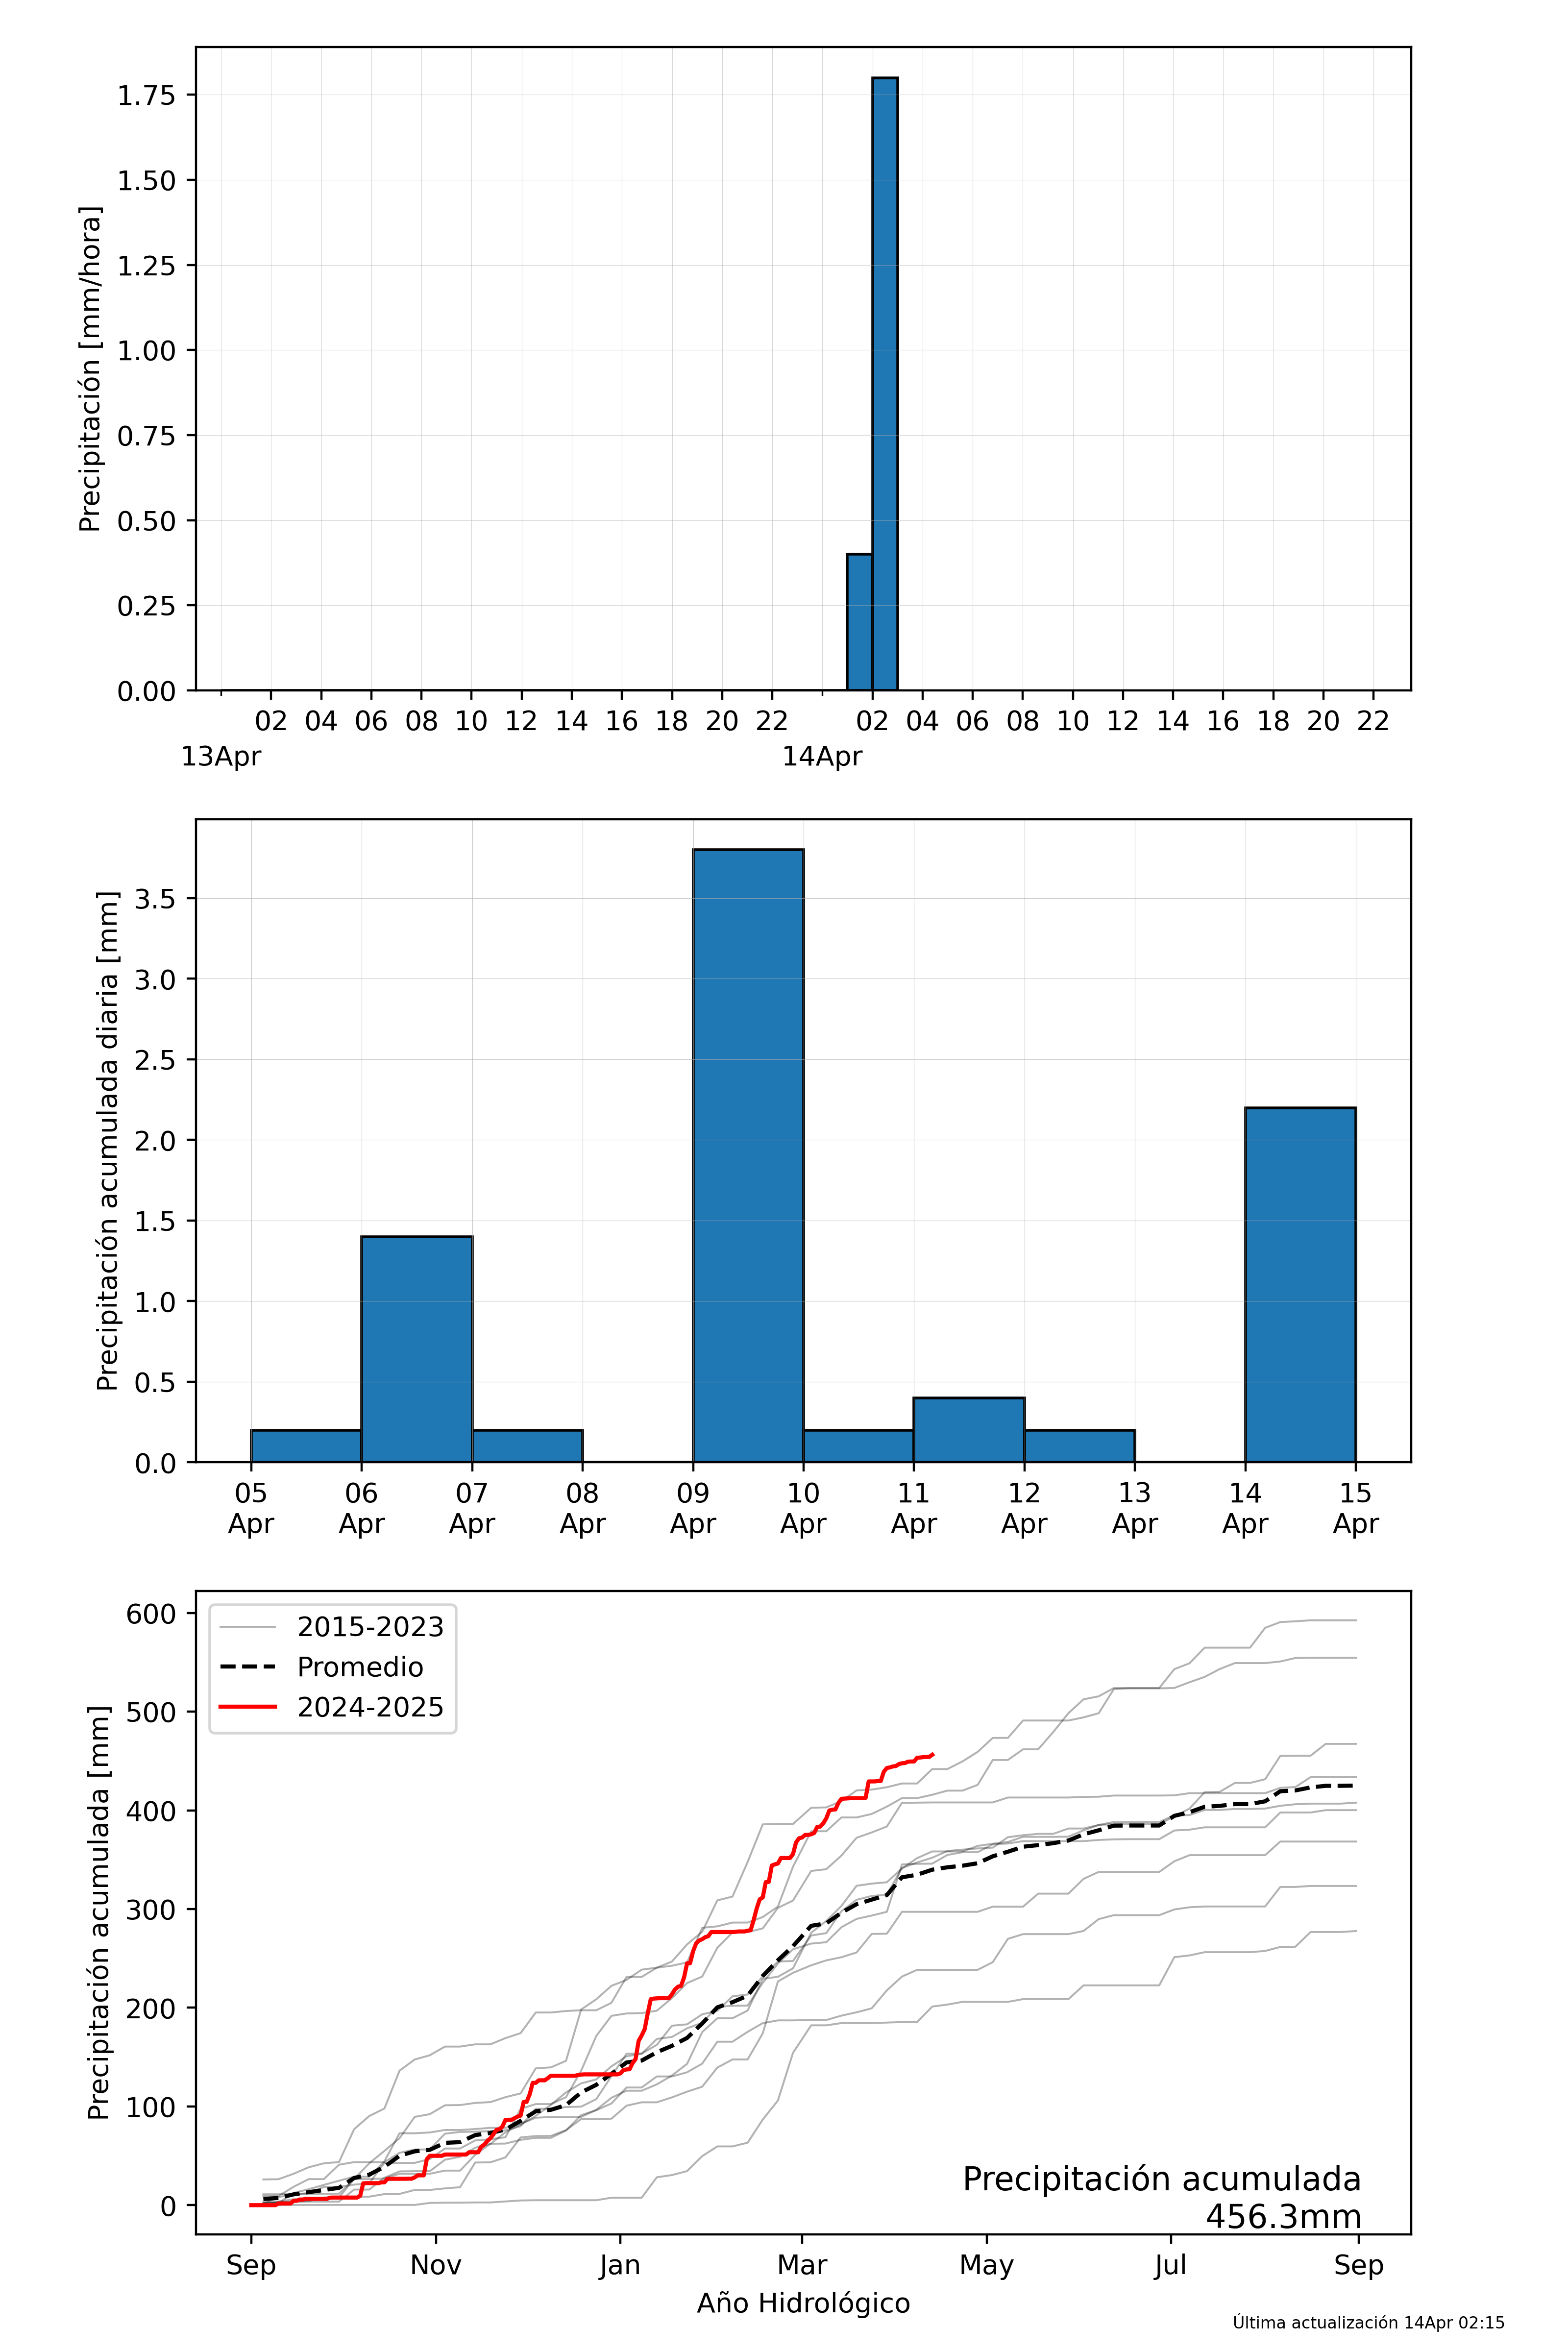 Precipitación [mm/hora]
1.75
1.50
1.25
1.00
0.75
0.50
0.25
0.00
02 04 06 08 10 12 14 16 18 20 22 02 04 06 08 10 12 14 16 18 20 22
13Apr 14Apr
Precipitación acumulada diaria [mm]
3.5
3.0
2.5
2.0
1.5
1.0
0.5
0.0
05 06 07 08 09 10 11 12 13 14 15
Apr Apr Apr Apr Apr Apr Apr Apr Apr Apr Apr
Precipitación acumulada [mm]
600
500
400
300
200
100
0
2015-2023
Promedio
2024-2025
Precipitación acumulada
456.3mm
Sep Nov Jan Mar May Jul Sep
Año Hidrológico
Última actualización 14Apr 02:15